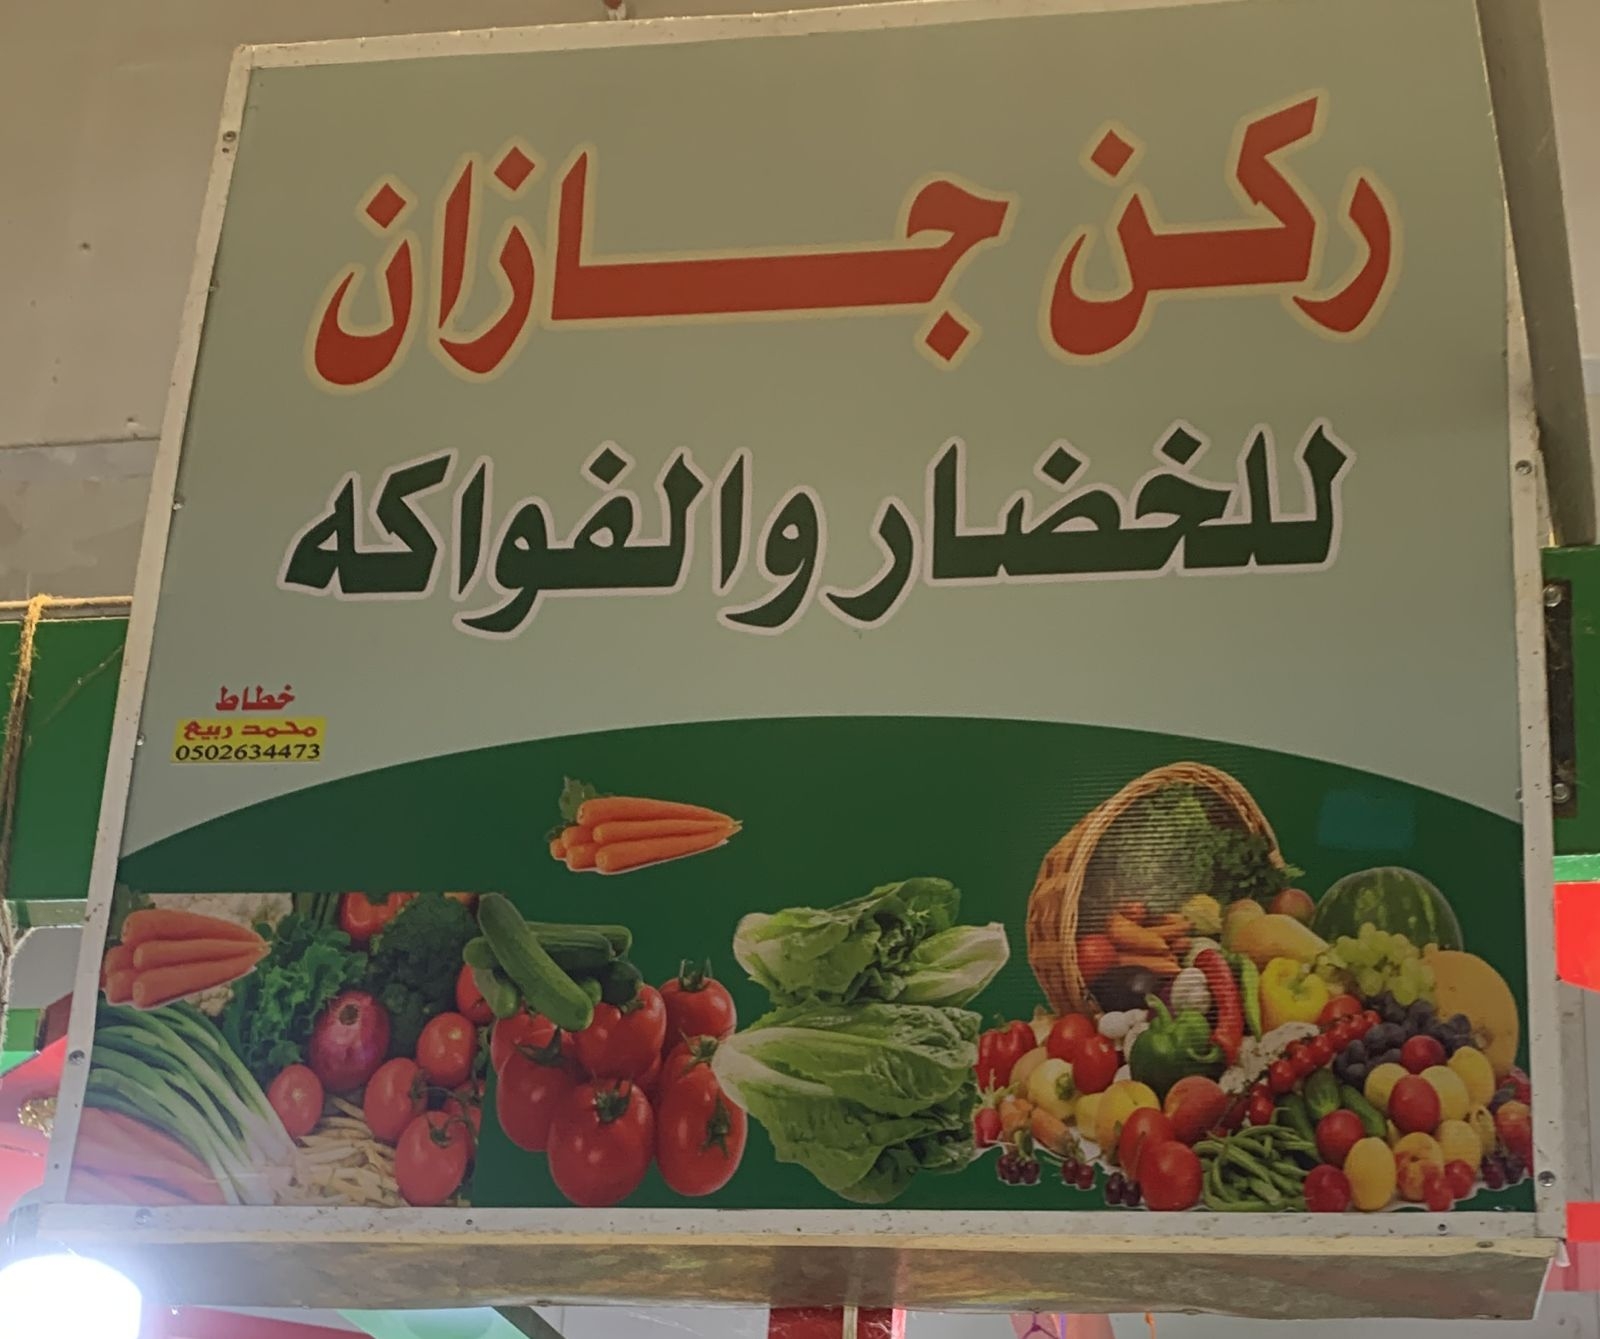 ركن جازان
للخضار والفواكه
خطاط
محمد ربيع
0502634473